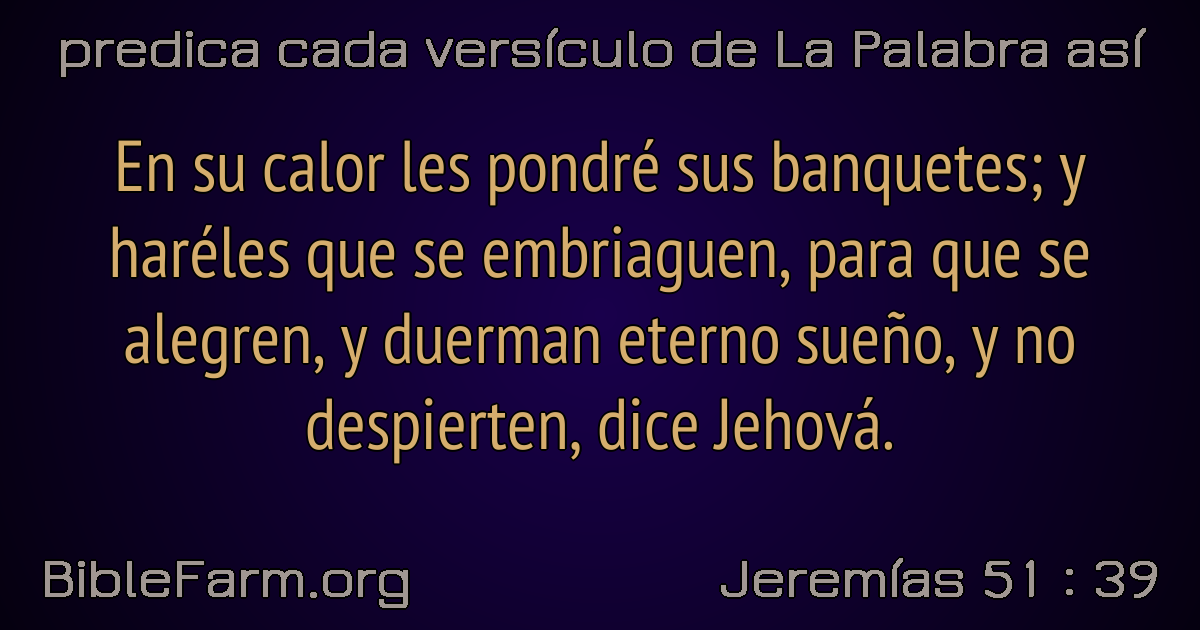 predica cada versículo de La Palabra así
En su calor les pondré sus banquetes; y
haréles que se embriaguen, para que se
alegren, y duerman eterno sueño, y no
despierten, dice Jehová.
BibleFarm.org
Jeremías 51 : 39